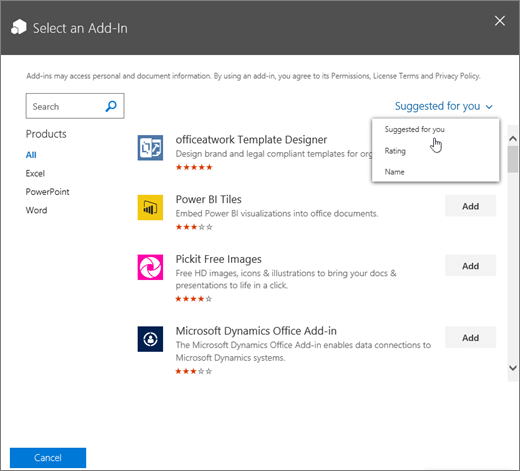 Select an Add-In
Add-ins may access personal and document information. By using an add-in, you agree to its Permissions, License Terms and Privacy Policy.
Search
Suggested for you
Suggested for you
Rating
Name
Products
All
Excel
PowerPoint
Word
officeatwork Template Designer
Design brand and legal compliant templates for
Power BI Tiles
Embed Power BI visualizations into office documents.
Add
Pickit Free Images
Free HD images, icons & illustrations to bring your docs &
presentations to life in a click.
Add
Microsoft Dynamics Office Add-in
The Microsoft Dynamics Office Add-in enables data connections to
Microsoft Dynamics systems.
Add
Cancel